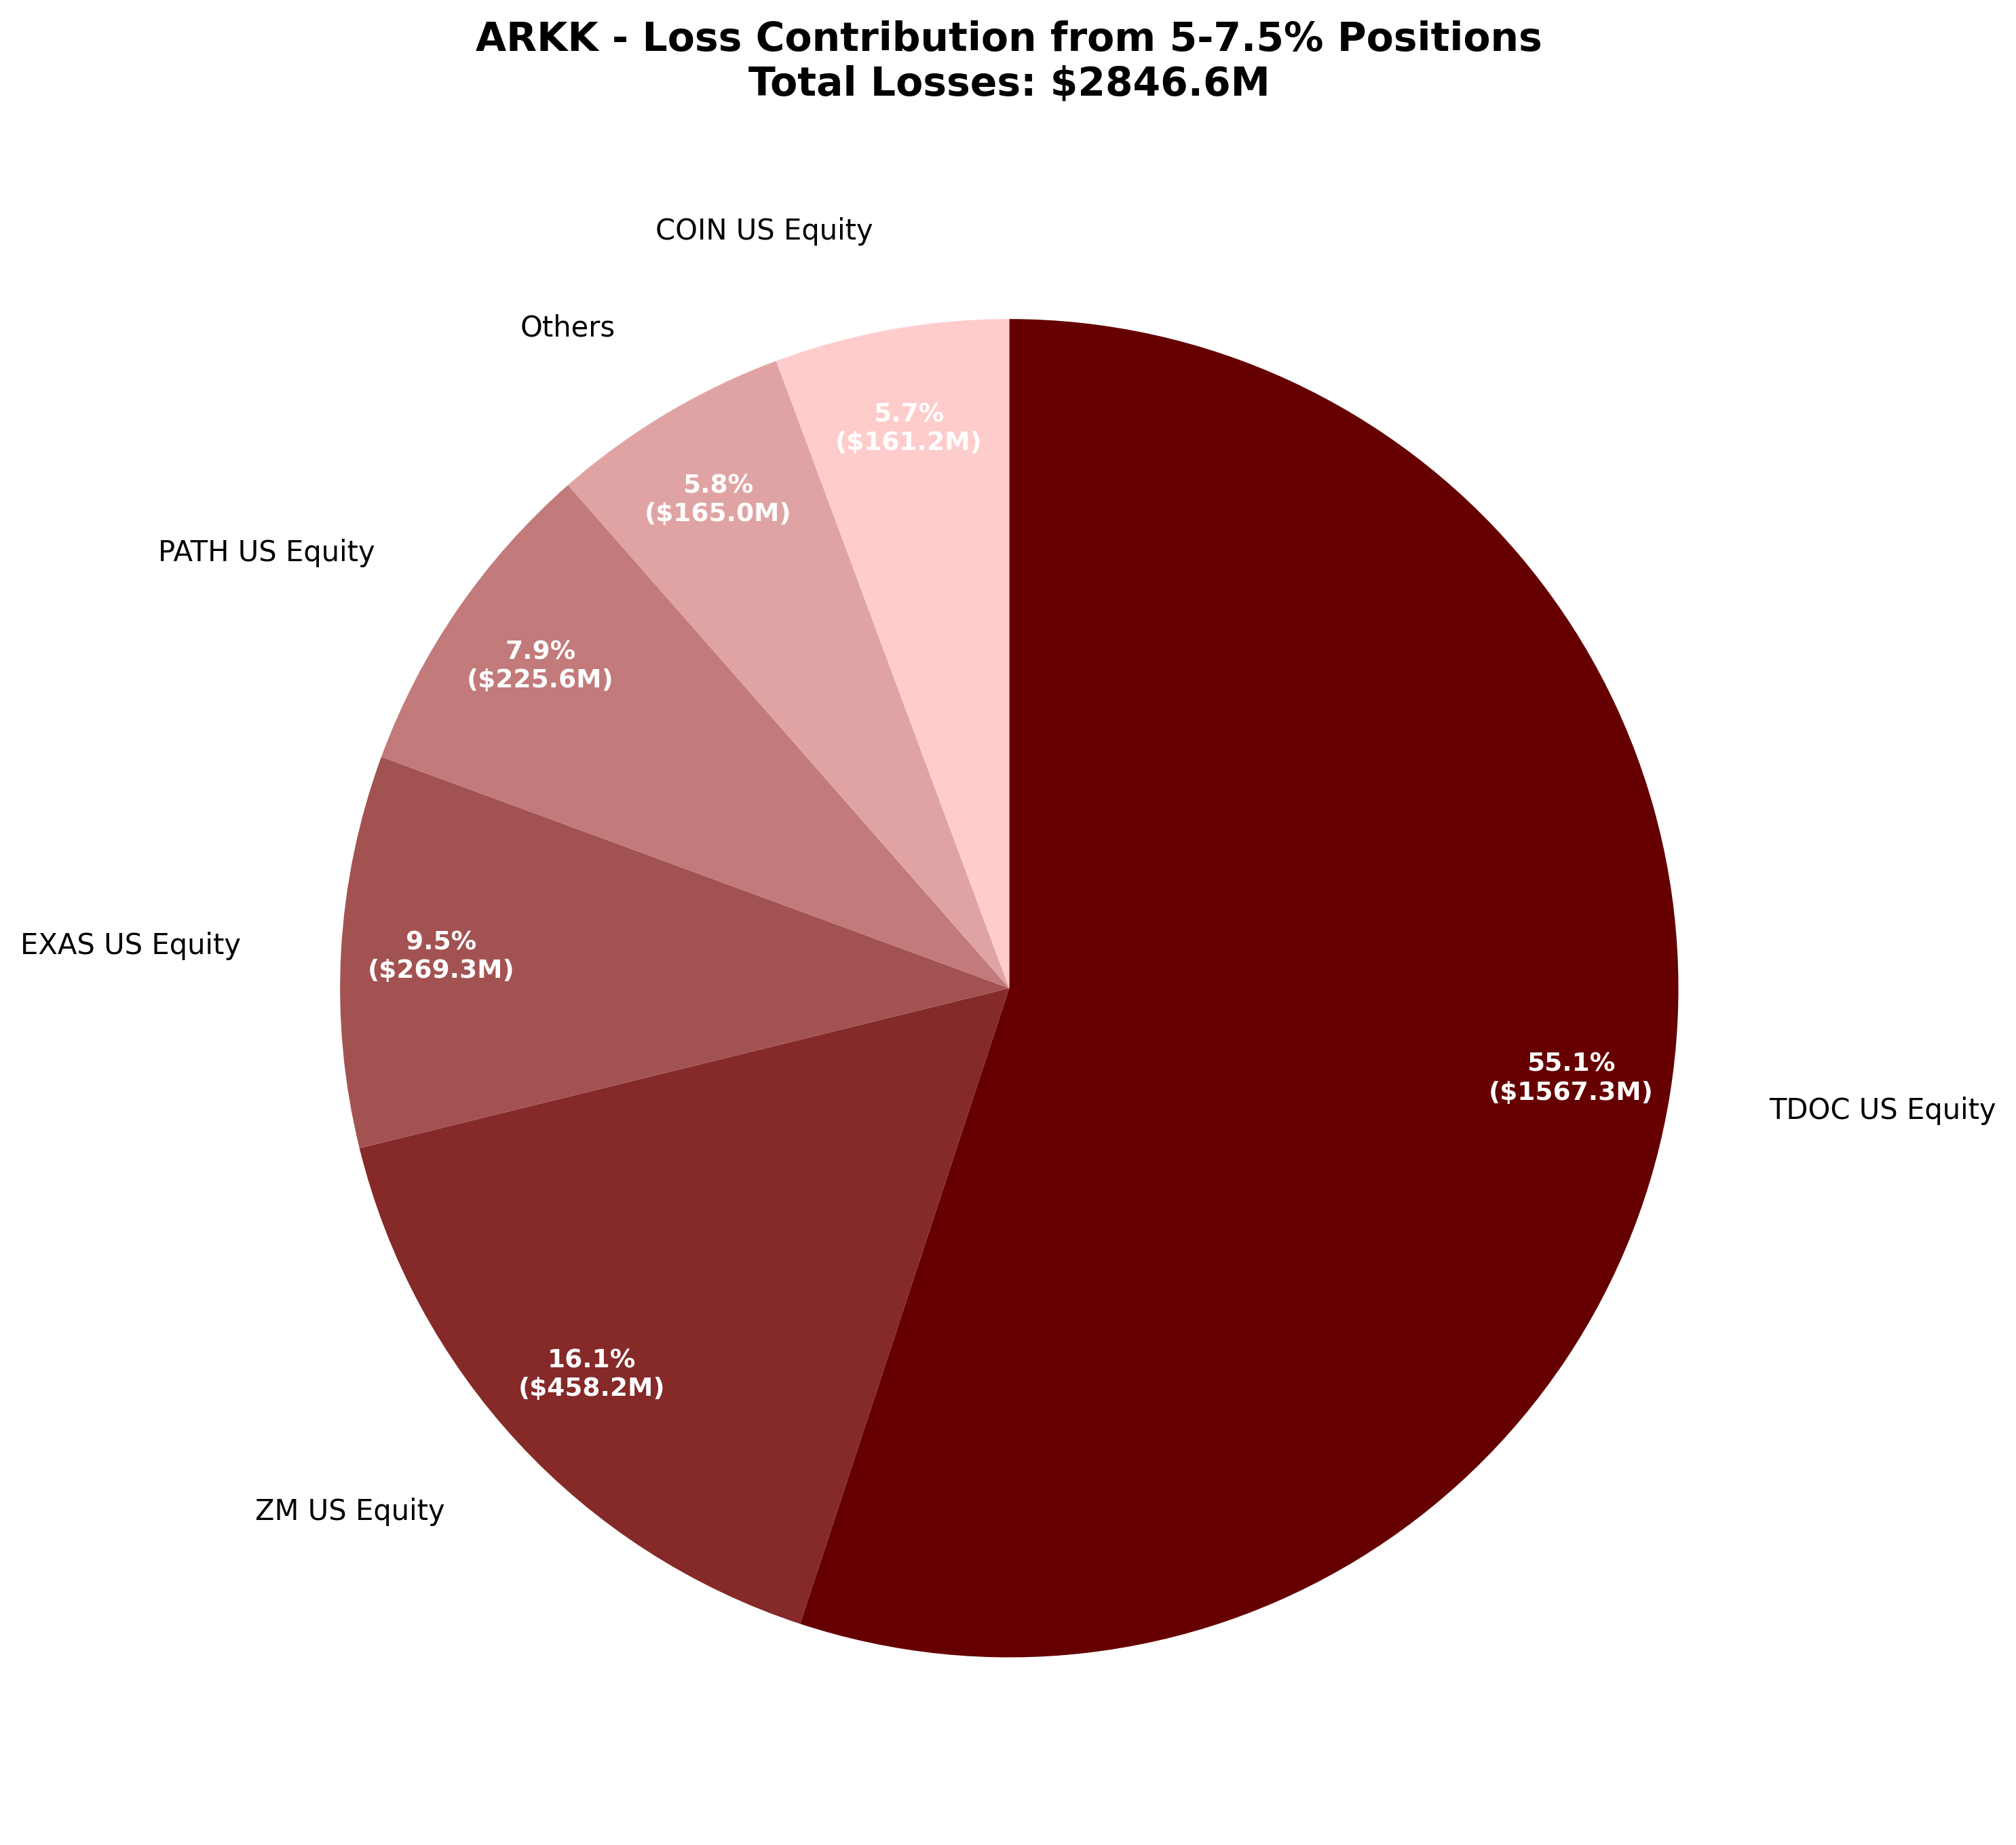 ARKK - Loss Contribution from 5-7.5% Positions
Total Losses: $2846.6M
COIN US Equity
Others
5.7%
($161.2M)
5.8%
($165.0M)
PATH US Equity
7.9%
($225.6M)
EXAS US Equity
9.5%
($269.3M)
55.1%
($1567.3M)
TDOC US Equity
16.1%
($458.2M)
ZM US Equity